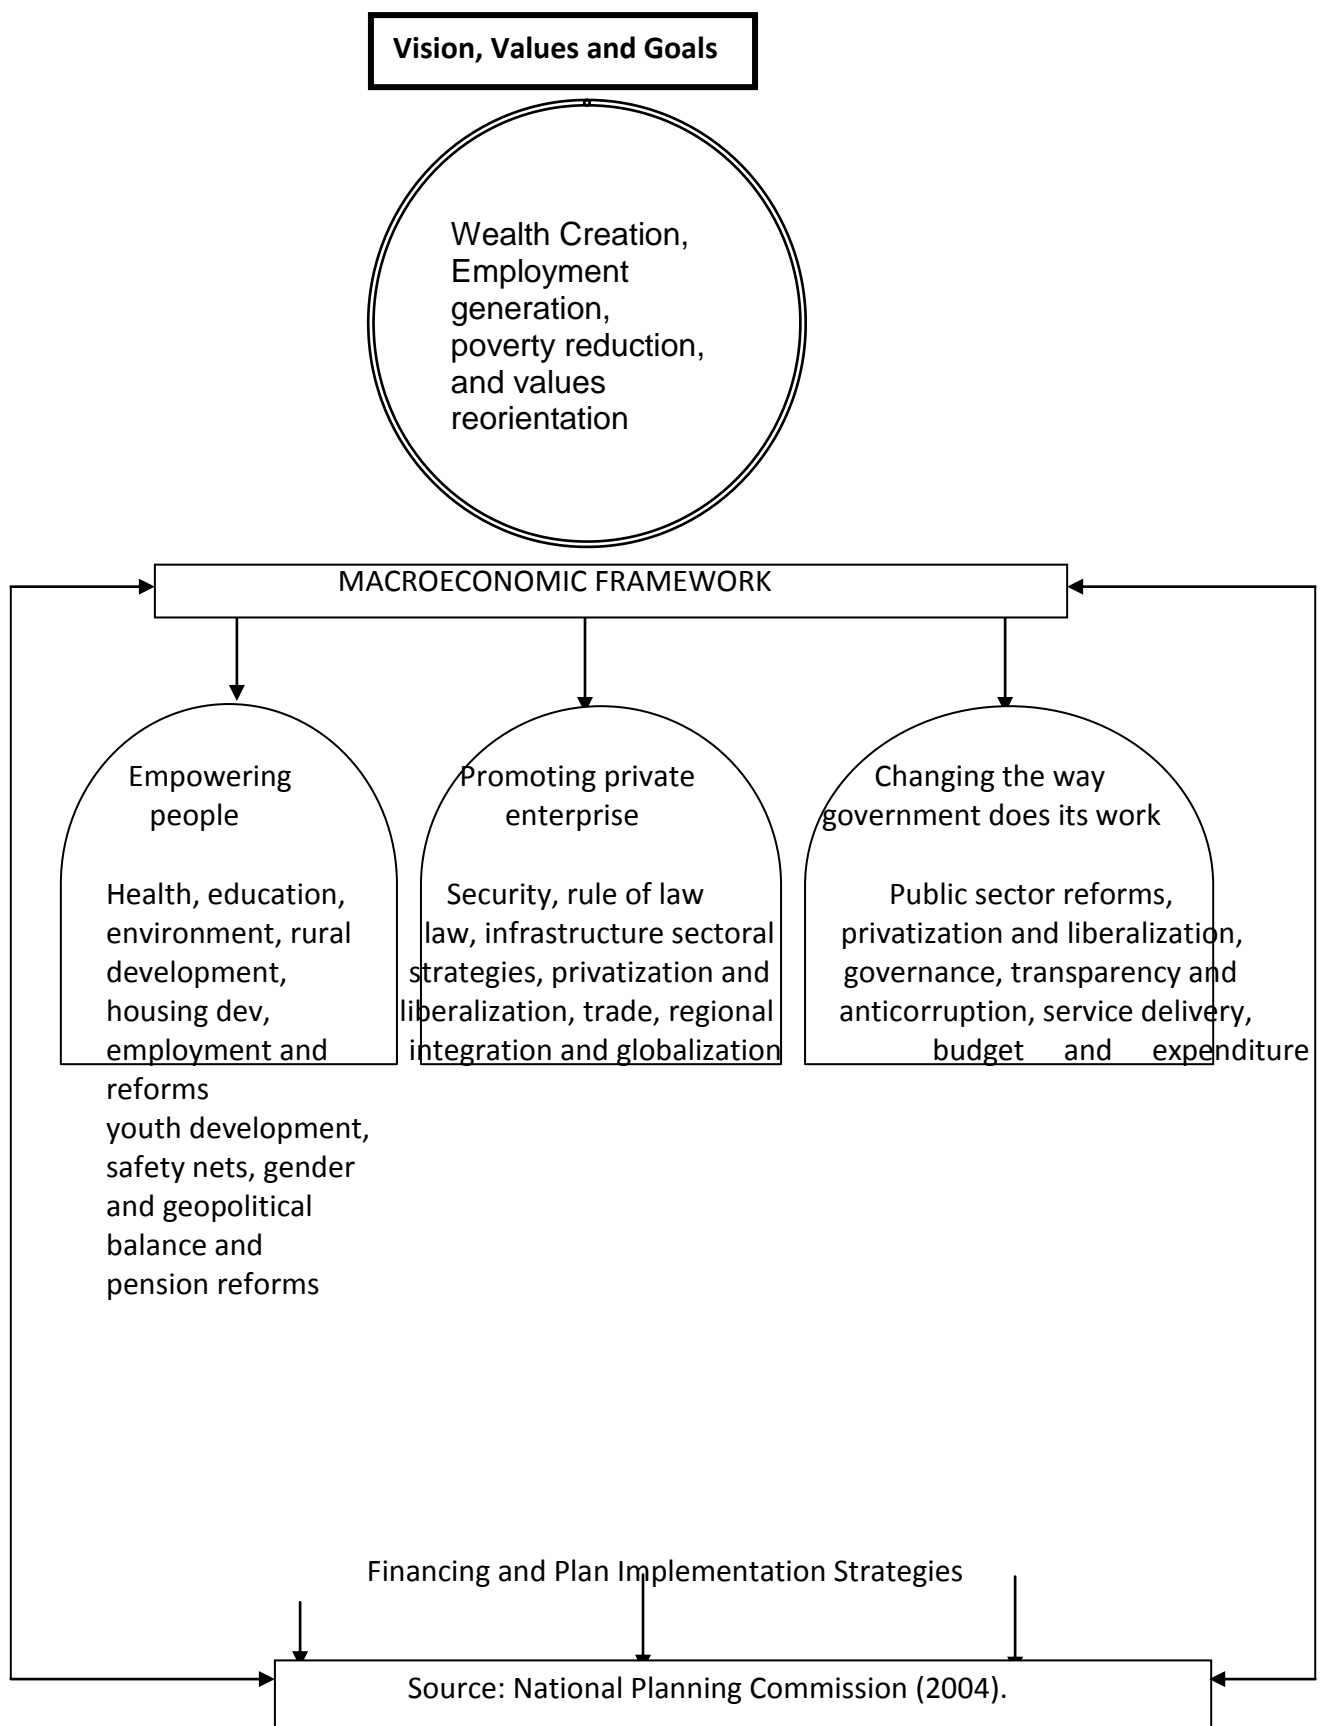 Vision, Values and Goals
Wealth Creation,
Employment
generation,
poverty reduction,
and values
reorientation
MACROECONOMIC FRAMEWORK
Empowering
people
Health, education,
environment, rural
development,
housing dev,
employment and
reforms
youth development,
safety nets, gender
and geopolitical
balance and
pension reforms
Promoting private
enterprise
Security, rule of law
law, infrastructure sectoral
strategies, privatization and
liberalization, trade, regional
integration and globalization
Changing the way
government does its work
Public sector reforms,
privatization and liberalization,
governance, transparency and
anticorruption, service delivery,
budget and expenditure
Financing and Plan Implementation Strategies
Source: National Planning Commission (2004).